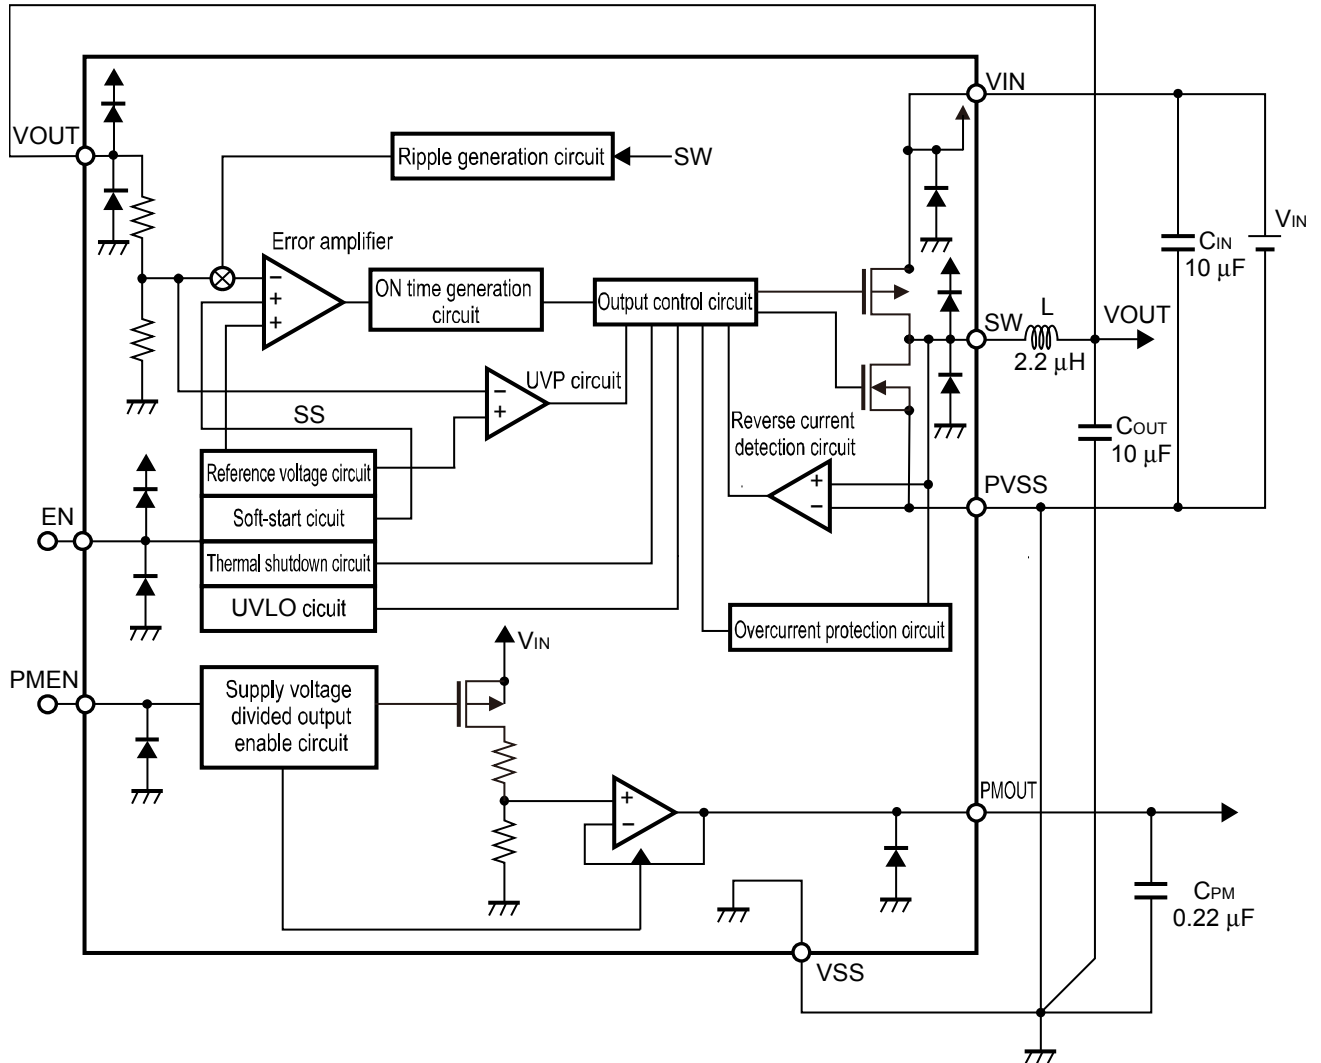 VIN
VOUT
Ripple generation circuit
SW
Error amplifier
VIN
CIN
10 μF
−
+
+
ON time generation
circuit
Output control circuit
SW
L
2.2 μH
VOUT
UVP circuit
−
+
SS
Reverse current
detection circuit
COUT
10 μF
Reference voltage circuit
+
−
PVSS
EN
Soft-start cicuit
Thermal shutdown circuit
UVLO cicuit
Overcurrent protection circuit
VIN
PMEN
Supply voltage
divided output
enable circuit
+
−
PMOUT
CPM
0.22 μF
VSS